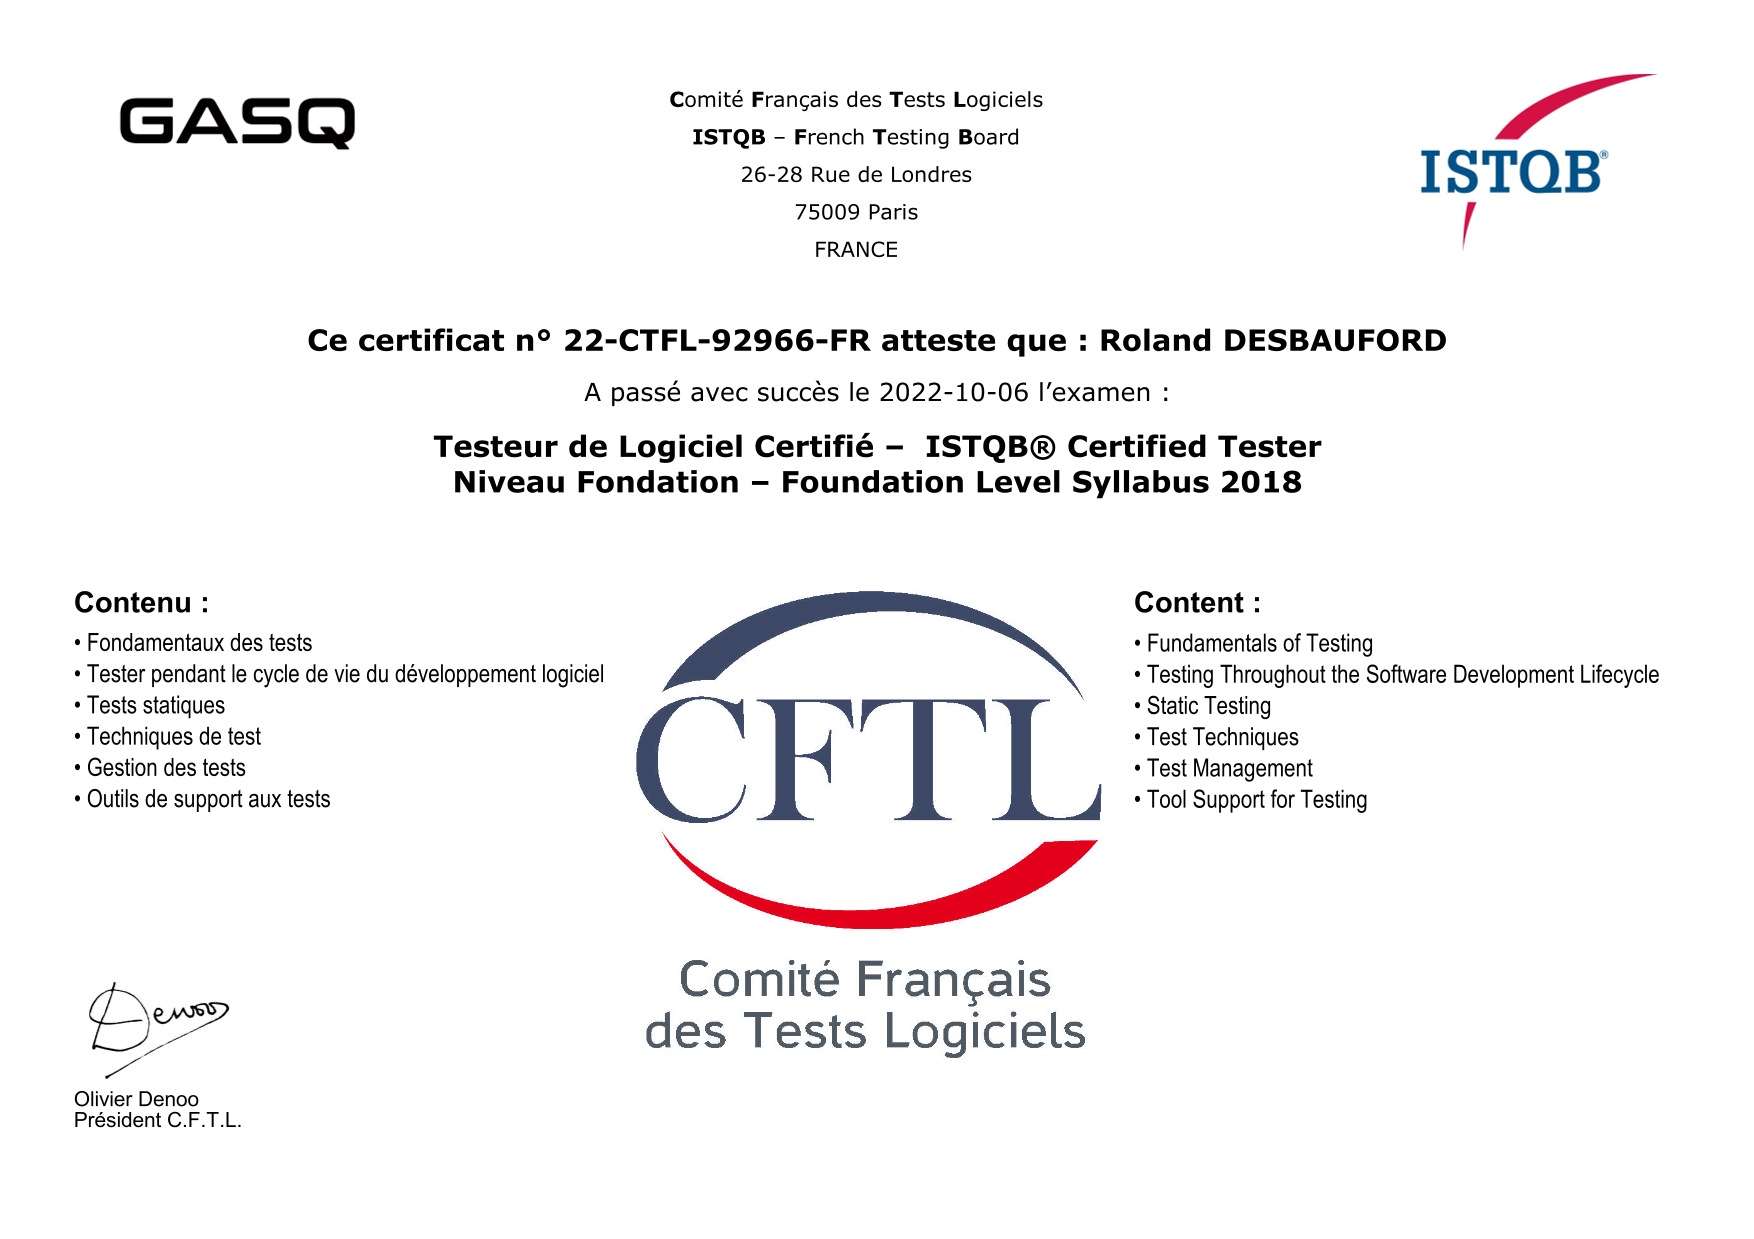 GASQ
Comité Français des Tests Logiciels
ISTQB – French Testing Board
26-28 Rue de Londres
75009 Paris
FRANCE
ISTQB®
Ce certificat n° 22-CTFL-92966-FR atteste que : Roland DESBAUFORD
A passé avec succès le 2022-10-06 l’examen :
Testeur de Logiciel Certifié – ISTQB® Certified Tester
Niveau Fondation – Foundation Level Syllabus 2018
Contenu :
• Fondamentaux des tests
• Tester pendant le cycle de vie du développement logiciel
• Tests statiques
• Techniques de test
• Gestion des tests
• Outils de support aux tests
CFTL
Comité Français
des Tests Logiciels
Content :
• Fundamentals of Testing
• Testing Throughout the Software Development Lifecycle
• Static Testing
• Test Techniques
• Test Management
• Tool Support for Testing
Denoo
Olivier Denoo
Président C.F.T.L.